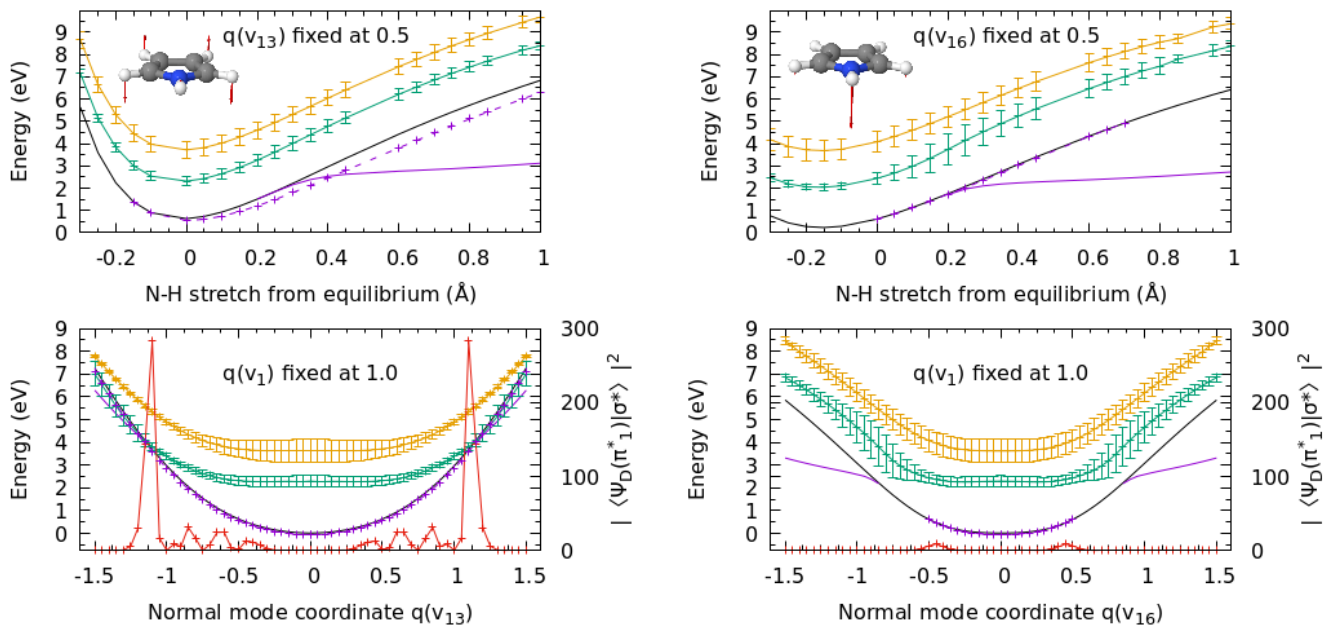 q(v13) fixed at 0.5
9
8
7
6
5
4
3
2
1
0
Energy (eV)
-0.2 0 0.2 0.4 0.6 0.8 1
N-H stretch from equilibrium (Å)
q(v16) fixed at 0.5
9
8
7
6
5
4
3
2
1
0
Energy (eV)
-0.2 0 0.2 0.4 0.6 0.8 1
N-H stretch from equilibrium (Å)
q(v1) fixed at 1.0
9
8
7
6
5
4
3
2
1
0
Energy (eV)
300
200
100
0
| ⟨ΨD(π*1)|σ*⟩ |2
-1.5 -1 -0.5 0 0.5 1 1.5
Normal mode coordinate q(v13)
q(v1) fixed at 1.0
9
8
7
6
5
4
3
2
1
0
Energy (eV)
300
200
100
0
| ⟨ΨD(π*1)|σ*⟩ |2
-1.5 -1 -0.5 0 0.5 1 1.5
Normal mode coordinate q(v16)